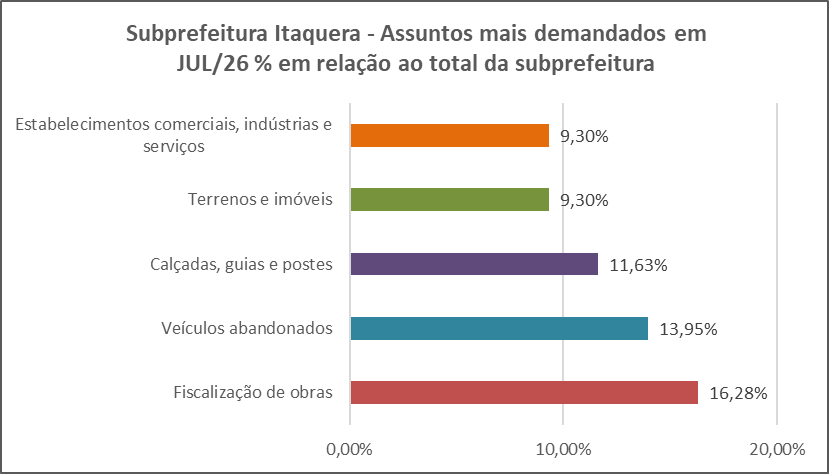 Subprefeitura Itaquera - Assuntos mais demandados em
JUL/26 % em relação ao total da subprefeitura
Estabelecimentos comerciais, indústrias e
serviços
9,30%
Terrenos e imóveis
9,30%
Calçadas, guias e postes
11,63%
Veículos abandonados
13,95%
Fiscalização de obras
16,28%
0,00%
10,00%
20,00%